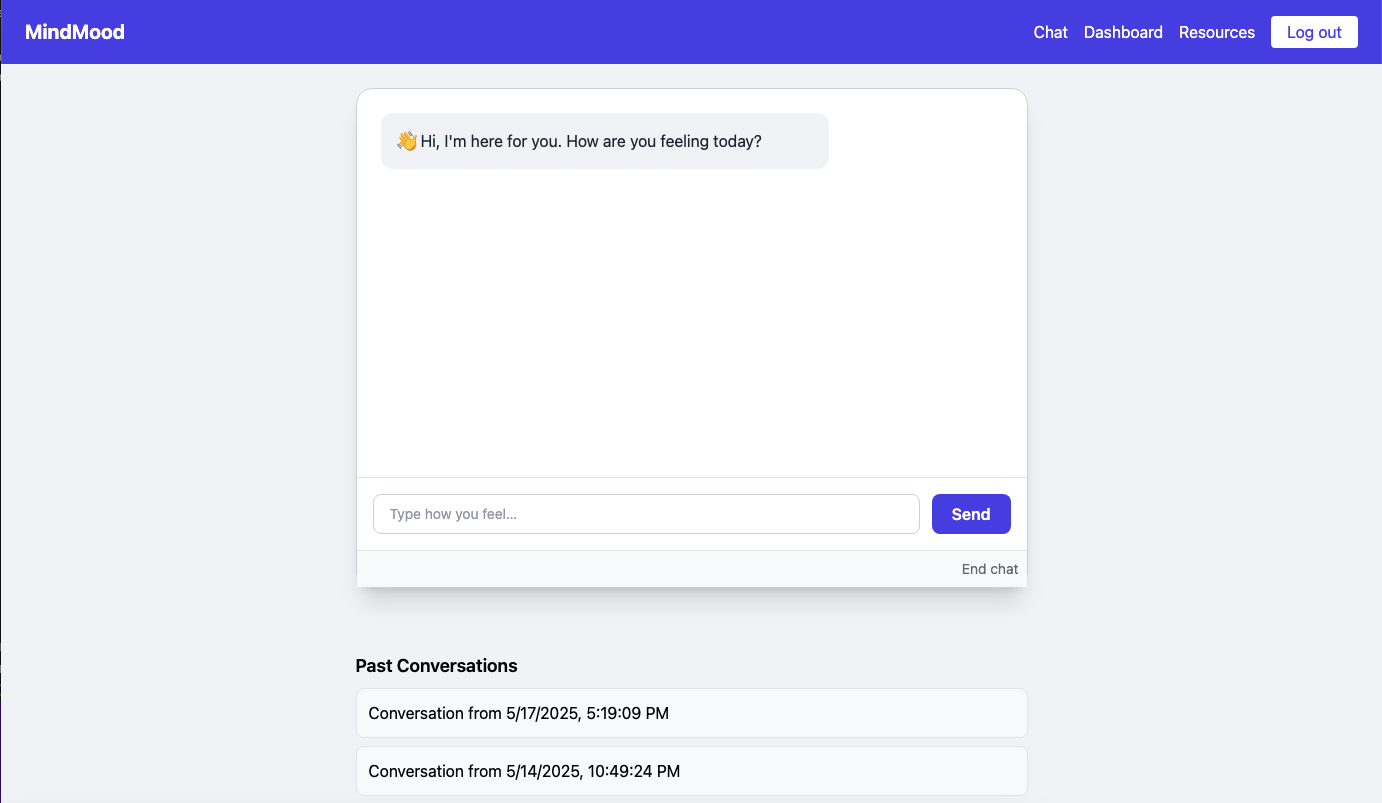 MindMood
Chat Dashboard Resources Log out
👋 Hi, I'm here for you. How are you feeling today?
Type how you feel...
Send
End chat
Past Conversations
Conversation from 5/17/2025, 5:19:09 PM
Conversation from 5/14/2025, 10:49:24 PM